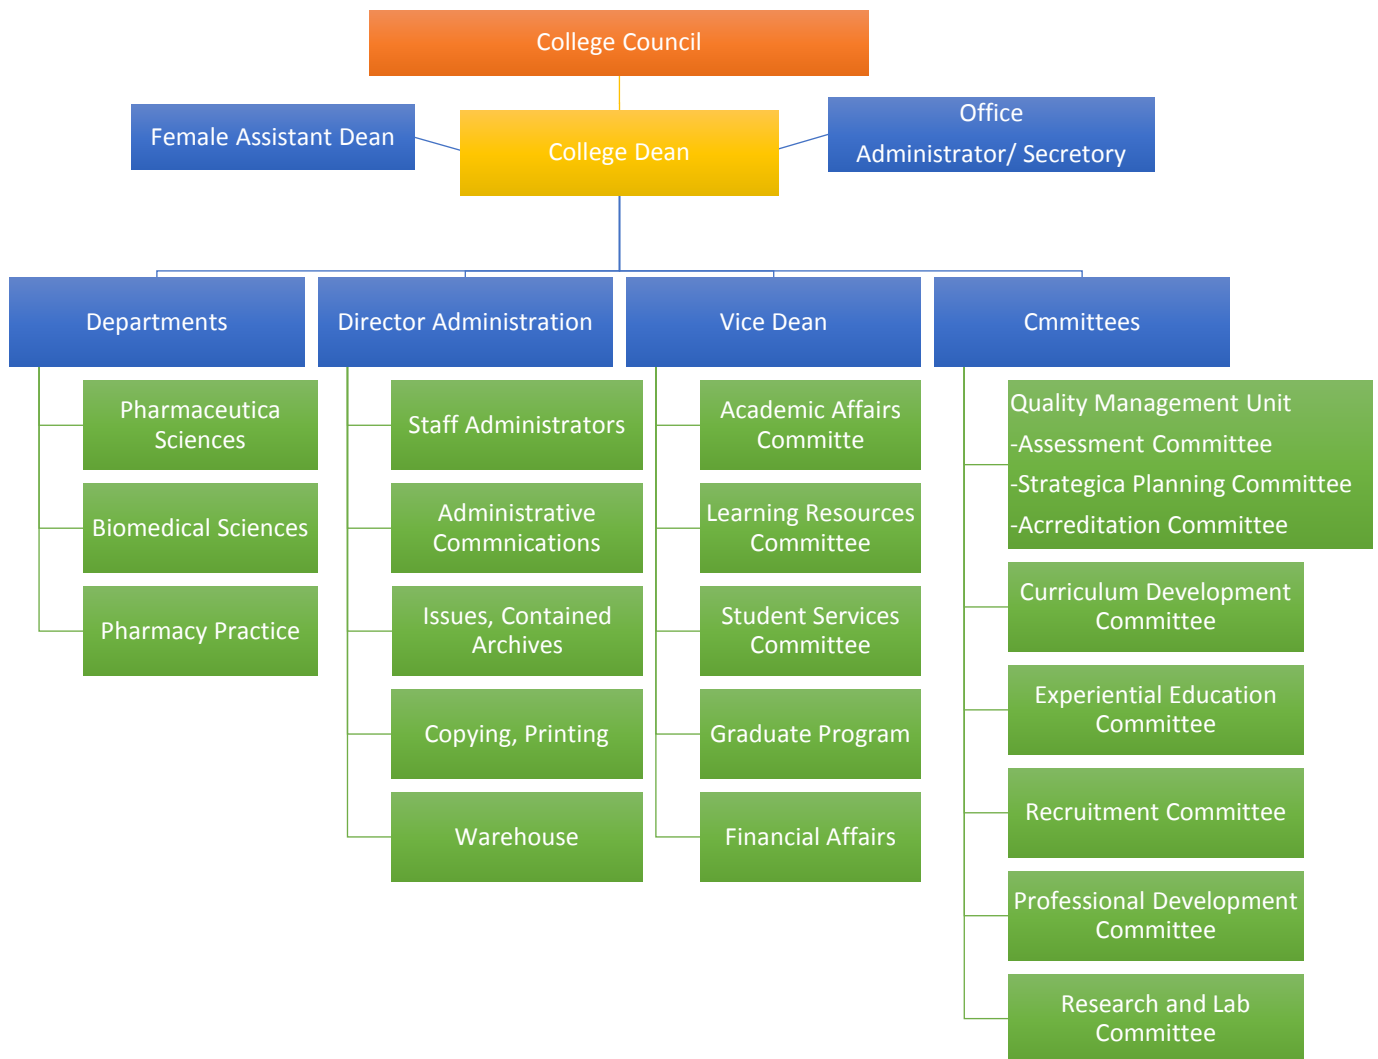 College Council
Female Assistant Dean
College Dean
Office
Administrator/ Secretory
Departments
Director Administration
Vice Dean
Cmmittees
Pharmaceutica
Sciences
Biomedical Sciences
Pharmacy Practice
Staff Administrators
Administrative
Commnications
Issues, Contained
Archives
Copying, Printing
Warehouse
Academic Affairs
Committe
Learning Resources
Committee
Student Services
Committee
Graduate Program
Financial Affairs
Quality Management Unit
-Assessment Committee
-Strategica Planning Committee
-Acrreditation Committee
Curriculum Development
Committee
Experiential Education
Committee
Recruitment Committee
Professional Development
Committee
Research and Lab
Committee